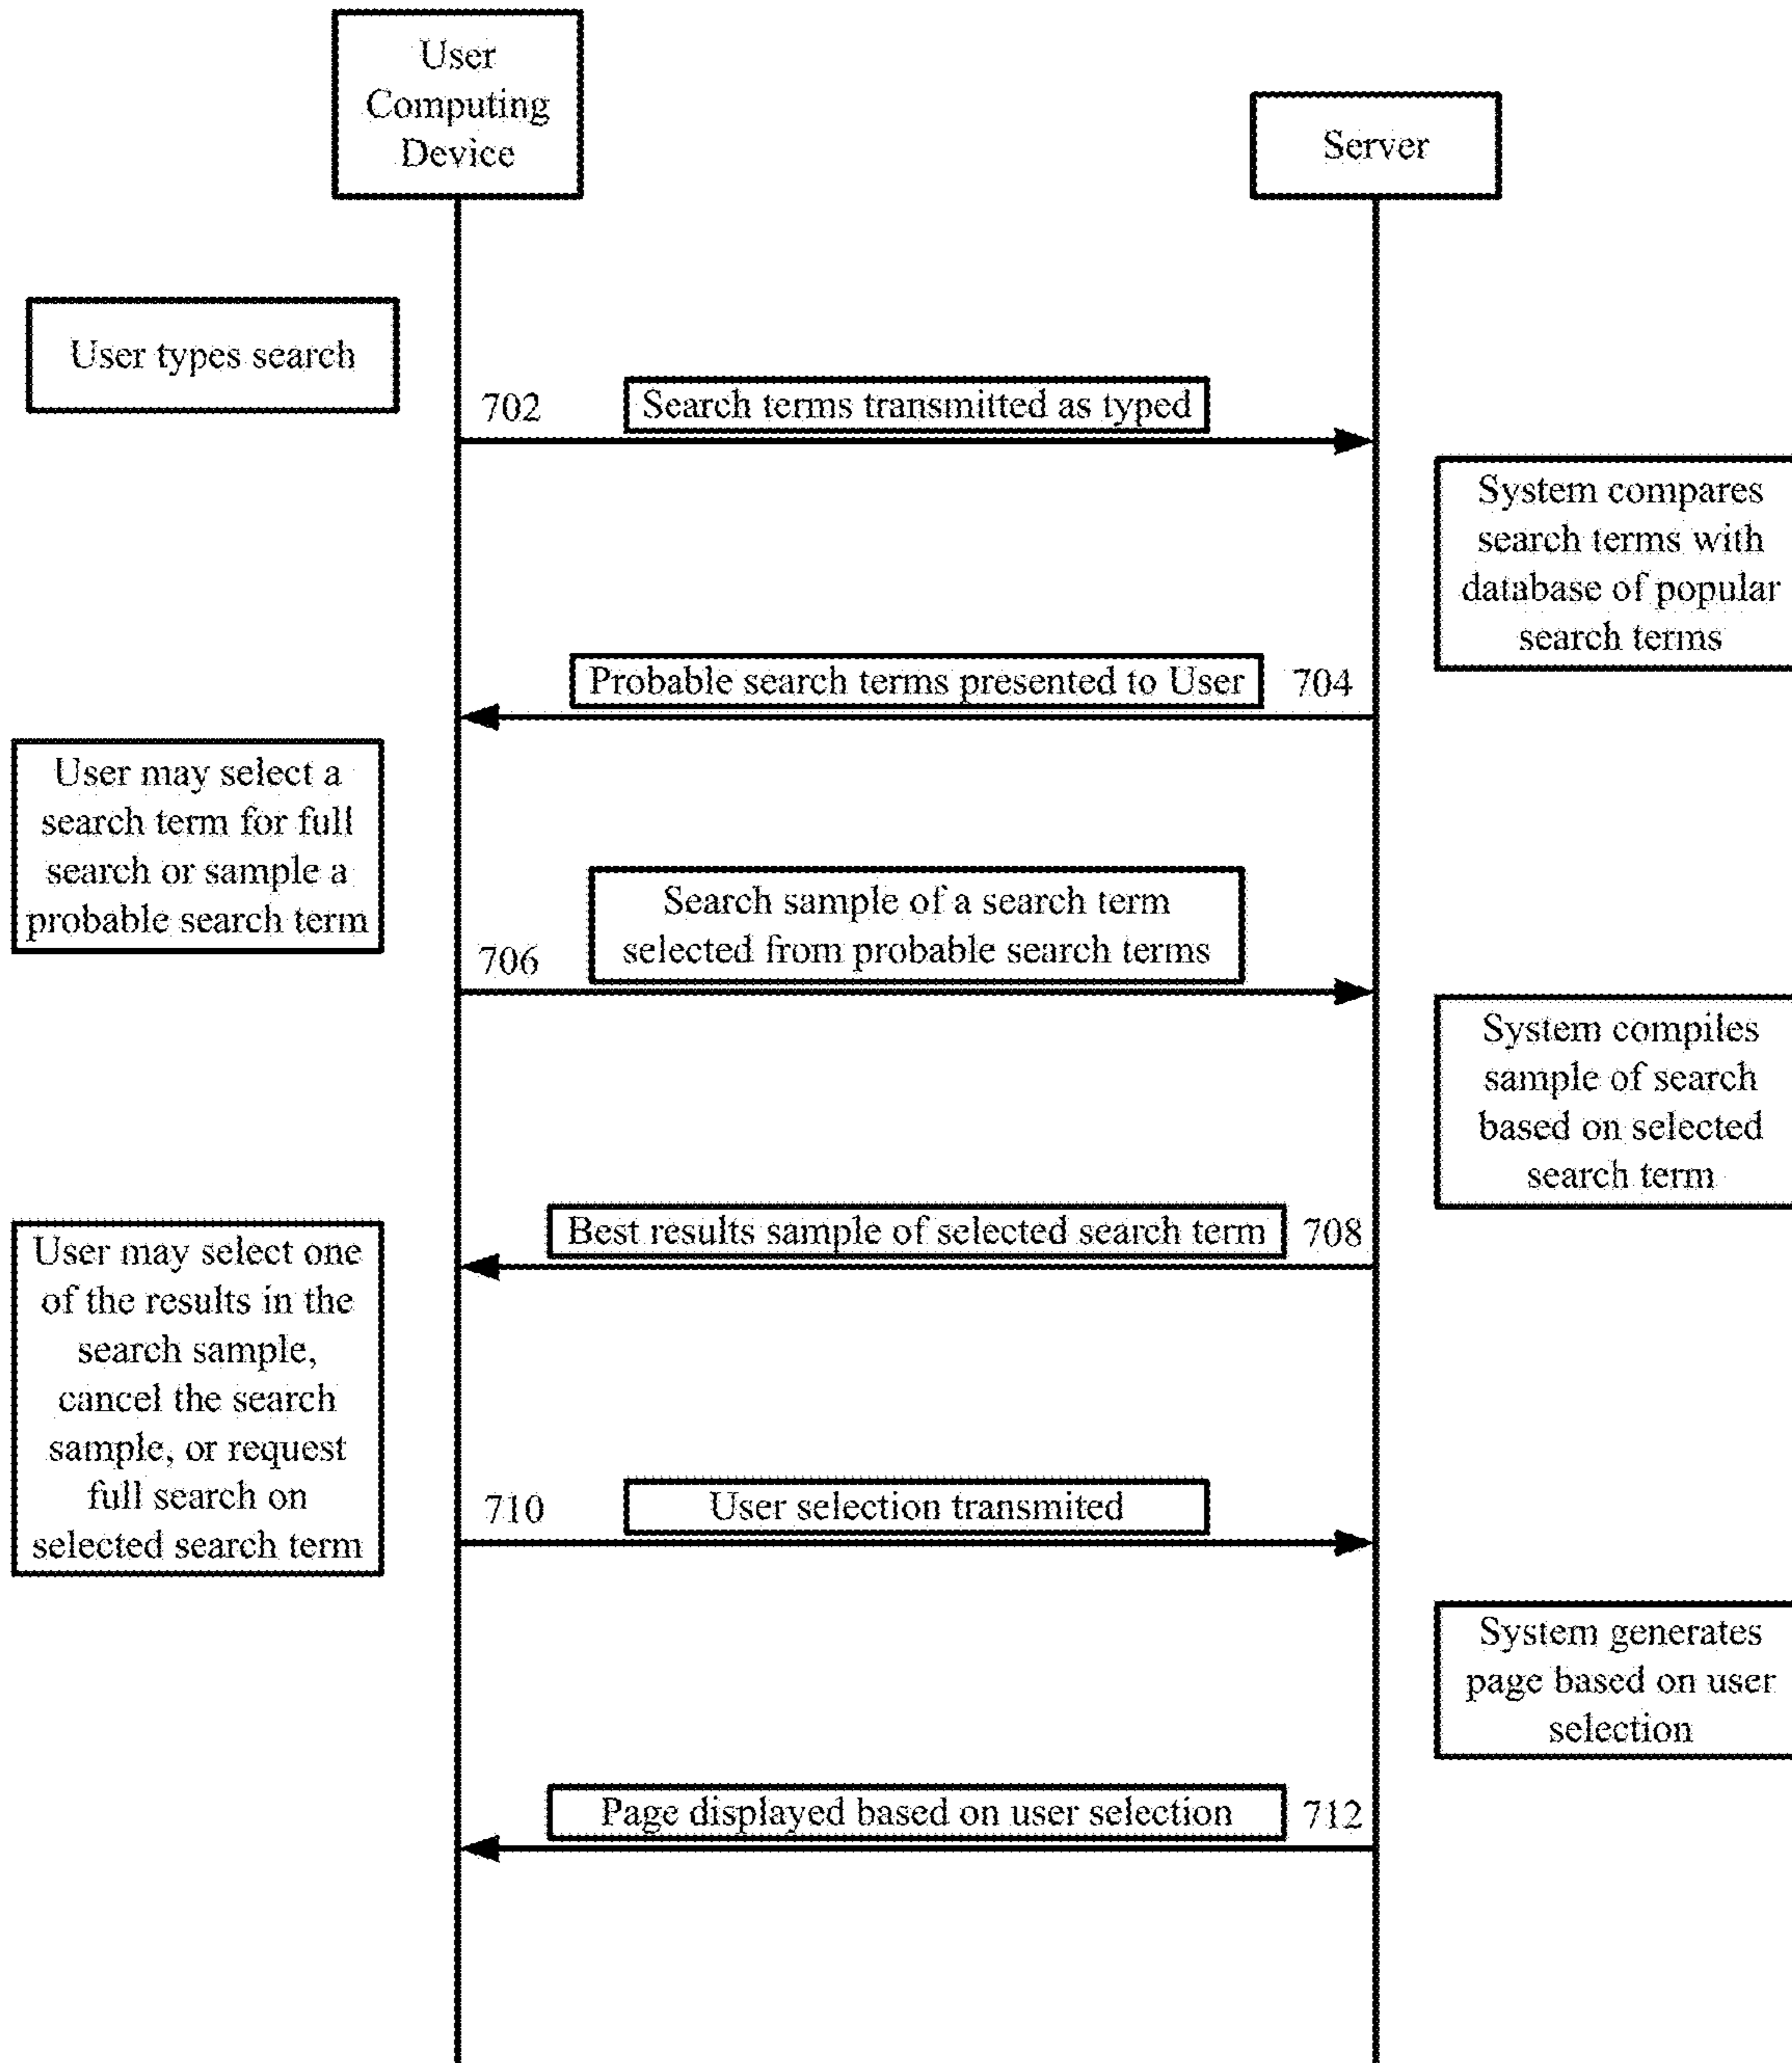 User
Computing
Device
Server
User types search
702
Search terms transmitted as typed
System compares
search terms with
database of popular
search terms
Probable search terms presented to User
704
User may select a
search term for full
search or sample a
probable search term
706
Search sample of a search term
selected from probable search terms
System compiles
sample of search
based on selected
search term
Best results sample of selected search term
708
User may select one
of the results in the
search sample,
cancel the search
sample, or request
full search on
selected search term
710
User selection transmited
System generates
page based on user
selection
Page displayed based on user selection
712